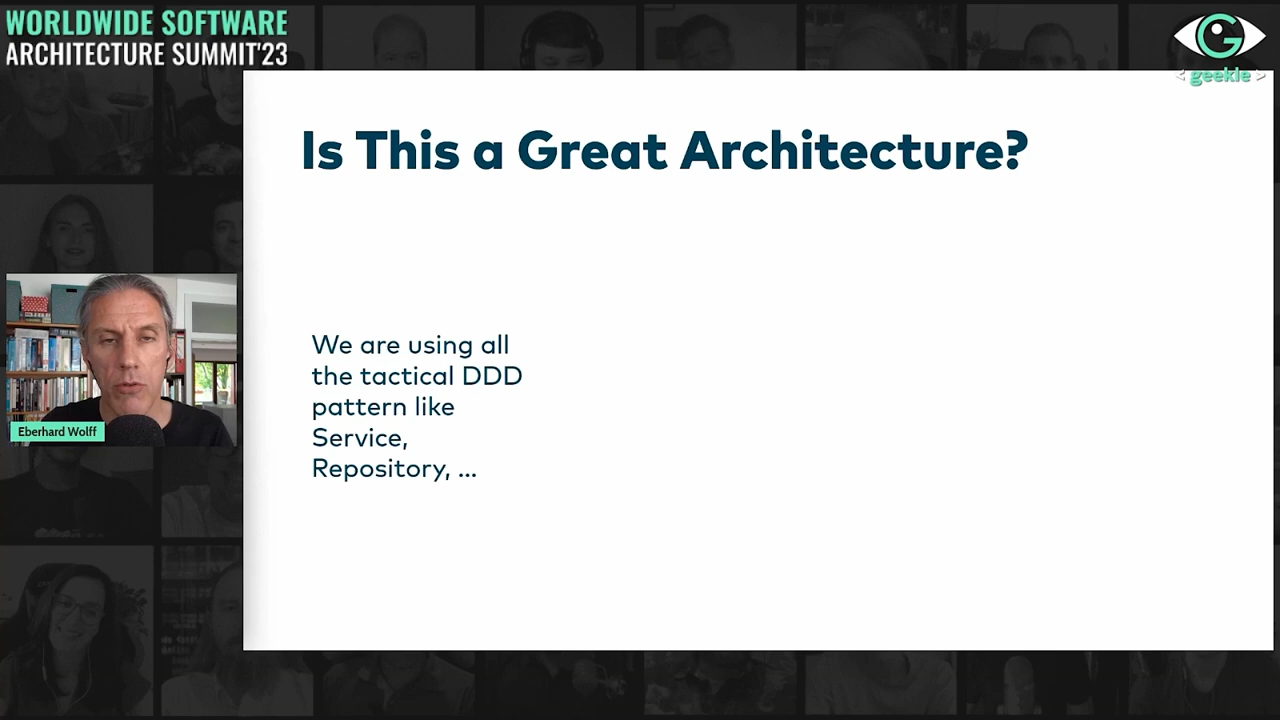 WORLDWIDE SOFTWARE
ARCHITECTURE SUMMIT'23
< geekle >
Is This a Great Architecture?
We are using all
the tactical DDD
pattern like
Service,
Repository, ...
Eberhard Wolff